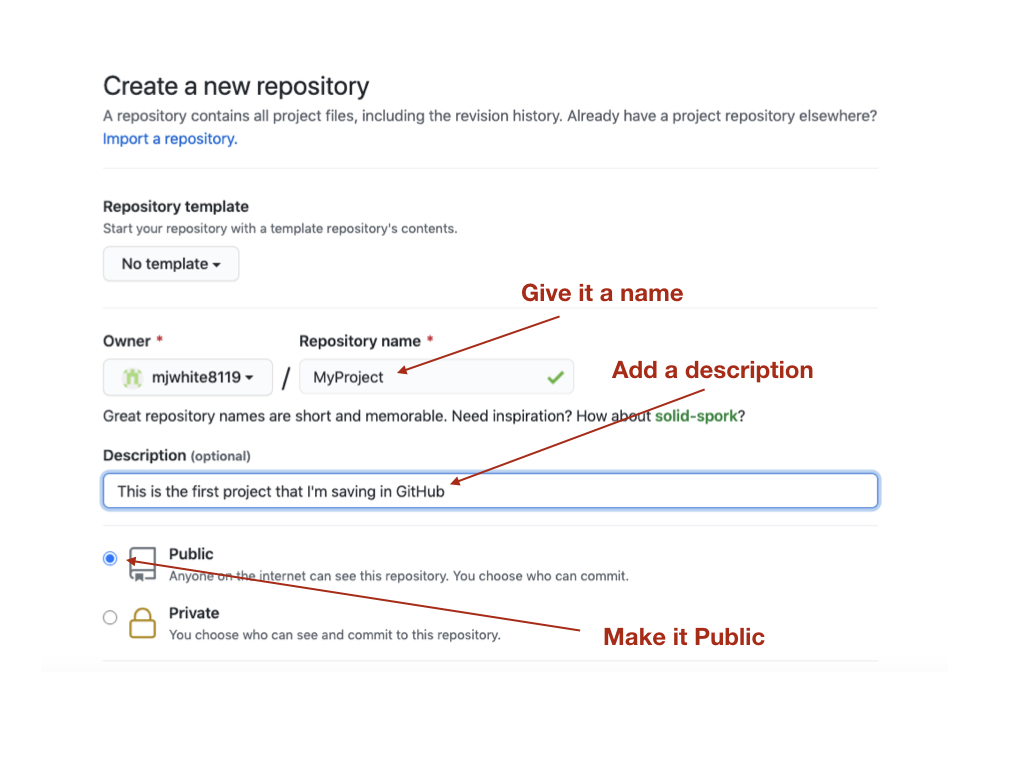 Create a new repository
A repository contains all project files, including the revision history. Already have a project repository elsewhere?
Import a repository.
Repository template
Start your repository with a template repository's contents.
No template
Give it a name
Owner * Repository name *
mjwhite8119 / MyProject
Add a description
Great repository names are short and memorable. Need inspiration? How about solid-spork?
Description (optional)
This is the first project that I'm saving in GitHub
Public
Anyone on the internet can see this repository. You choose who can commit.
Private
You choose who can see and commit to this repository.
Make it Public